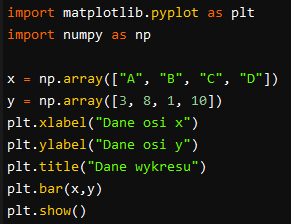 import matplotlib.pyplot as plt
import numpy as np
x = np.array(["A", "B", "C", "D"])
y = np.array([3, 8, 1, 10])
plt.xlabel("Dane osi x")
plt.ylabel("Dane osi y")
plt.title("Dane wykresu")
plt.bar(x,y)
plt.show()